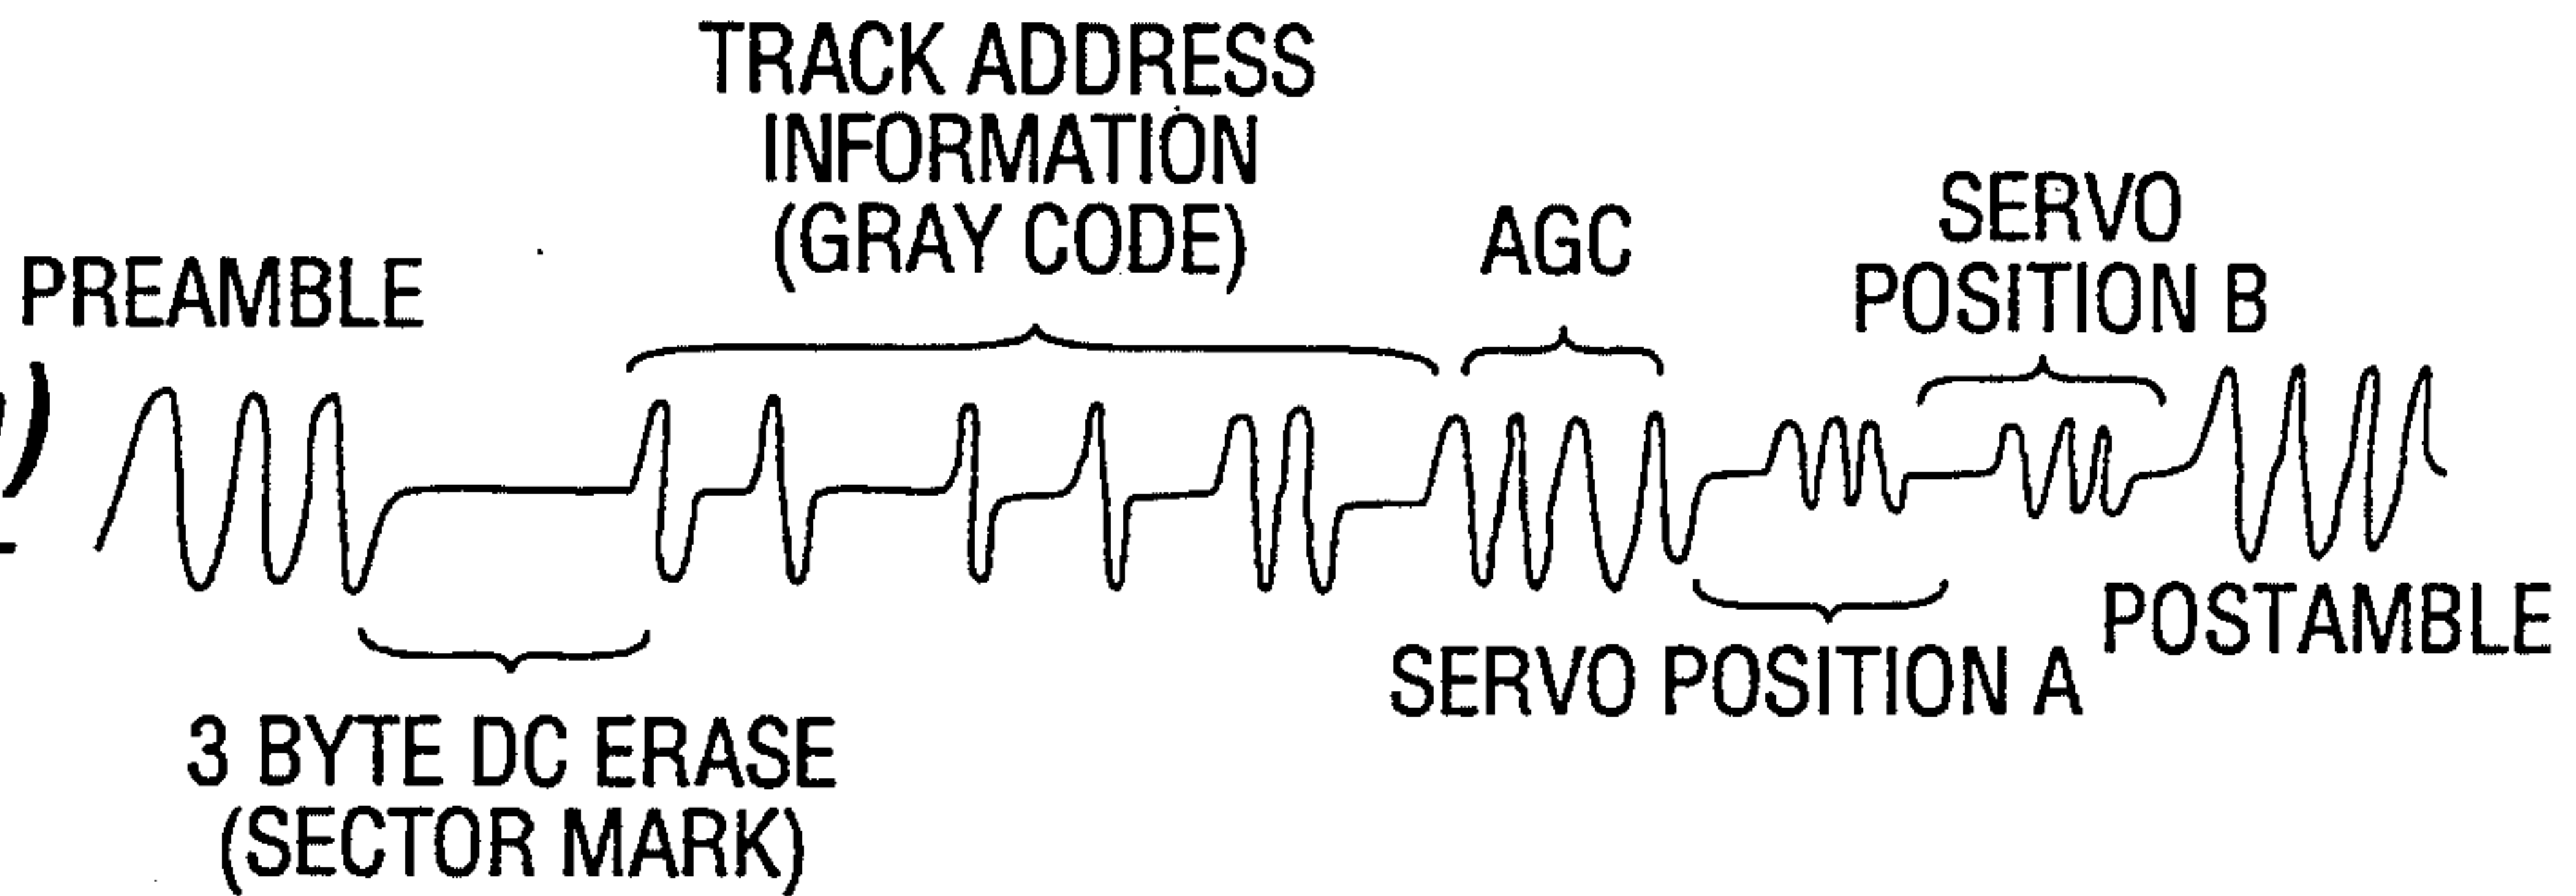 TRACK ADDRESS
INFORMATION
(GRAY CODE)
PREAMBLE
AGC
SERVO
POSITION B
3 BYTE DC ERASE
(SECTOR MARK)
SERVO POSITION A
POSTAMBLE